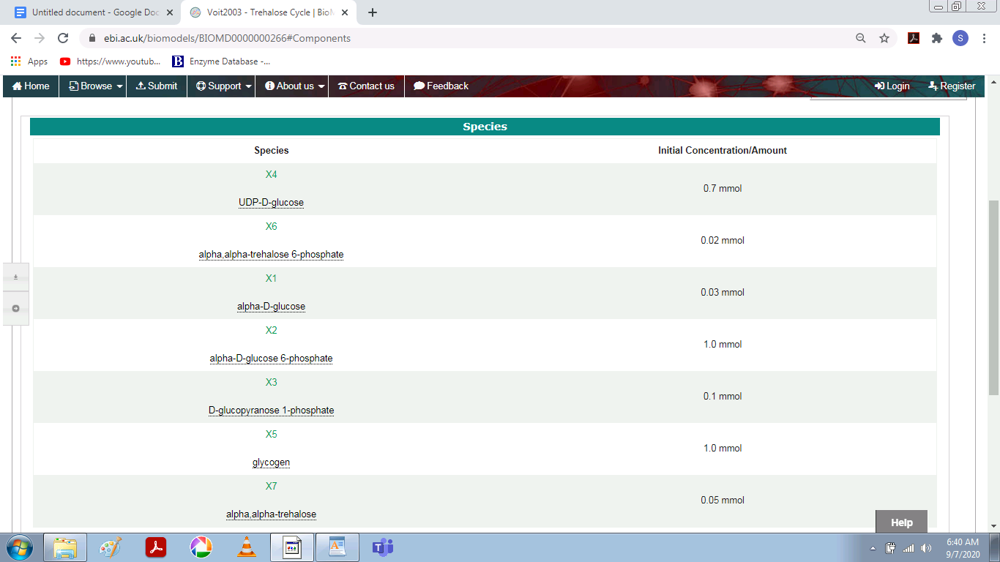 Untitled document - Google Doc
Voit2003 - Trehalose Cycle | BioM
ebi.ac.uk/biomodels/BIOMD0000000266#Components
S
Apps
https://www.youtub...
B
Enzyme Database -...
Home
Browse
Submit
Support
About us
Contact us
Feedback
Login
Register
Species
Species Initial Concentration/Amount
X4
UDP-D-glucose
0.7 mmol
X6
alpha,alpha-trehalose 6-phosphate
0.02 mmol
X1
alpha-D-glucose
0.03 mmol
X2
alpha-D-glucose 6-phosphate
1.0 mmol
X3
D-glucopyranose 1-phosphate
0.1 mmol
X5
glycogen
1.0 mmol
X7
alpha,alpha-trehalose
0.05 mmol
Help
6:40 AM
9/7/2020